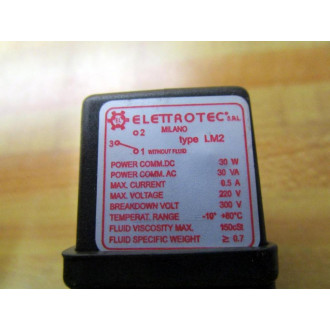 ELETTROTEC® S.R.L.
MILANO
type LM2
2
3
1 WITHOUT FLUID
POWER COMM.DC 30 W
POWER COMM. AC 30 VA
MAX. CURRENT 0.5 A
MAX. VOLTAGE 220 V
BREAKDOWN VOLT 300 V
TEMPERAT. RANGE -10° +80°C
FLUID VISCOSITY MAX. 150cSt
FLUID SPECIFIC WEIGHT ≥ 0.7